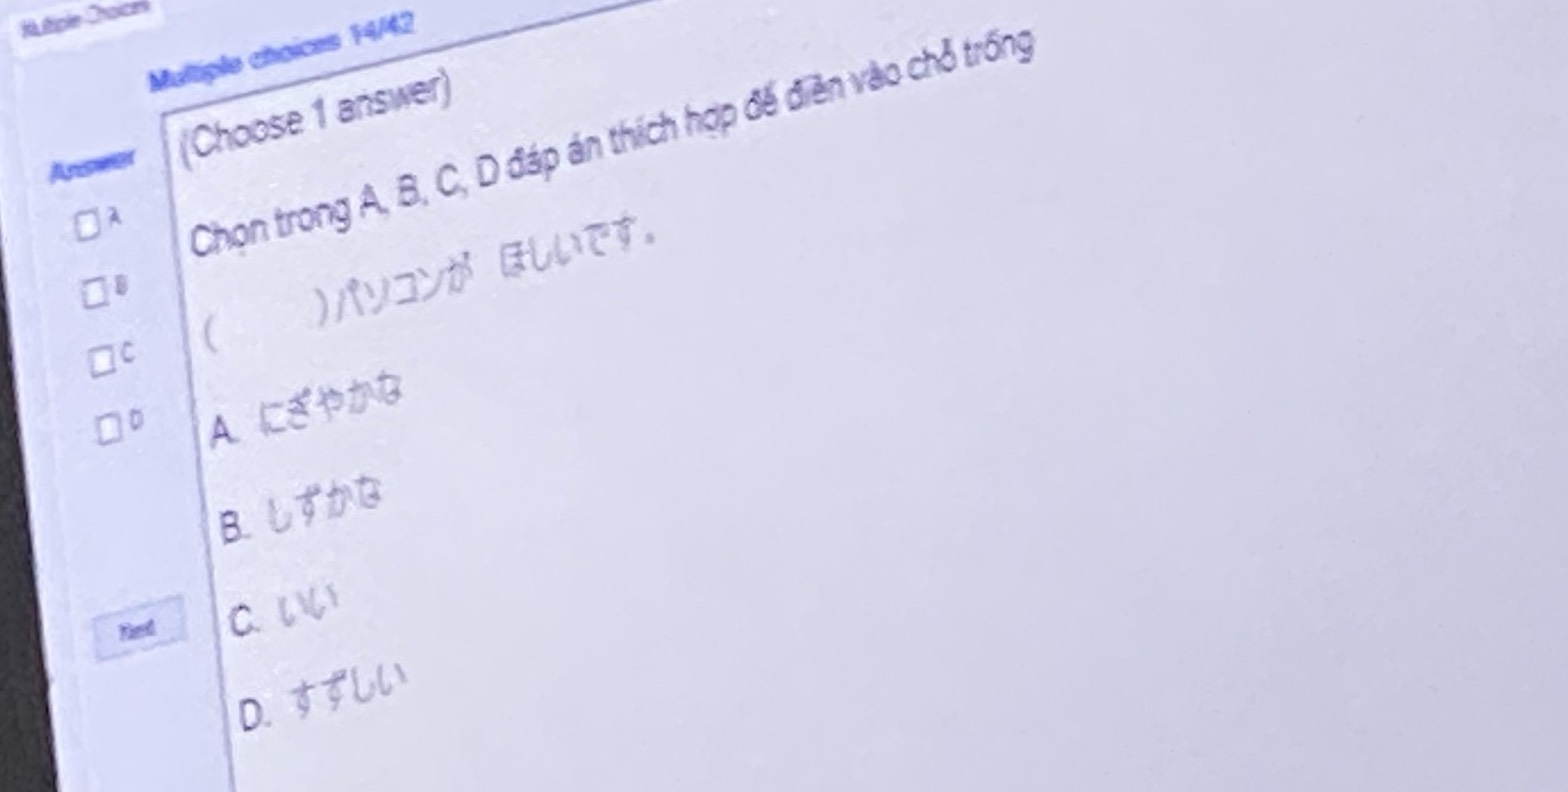 Multiple Choices
Multiple choices 14/42
(Choose 1 answer)
Answer
Chọn trong A, B, C, D đáp án thích hợp để điền vào chỗ trống
A
B
( )パソコンが ほしいです。
C
D
A. にぎやかな
B. しずかな
C. いい
Next
D. すずしい